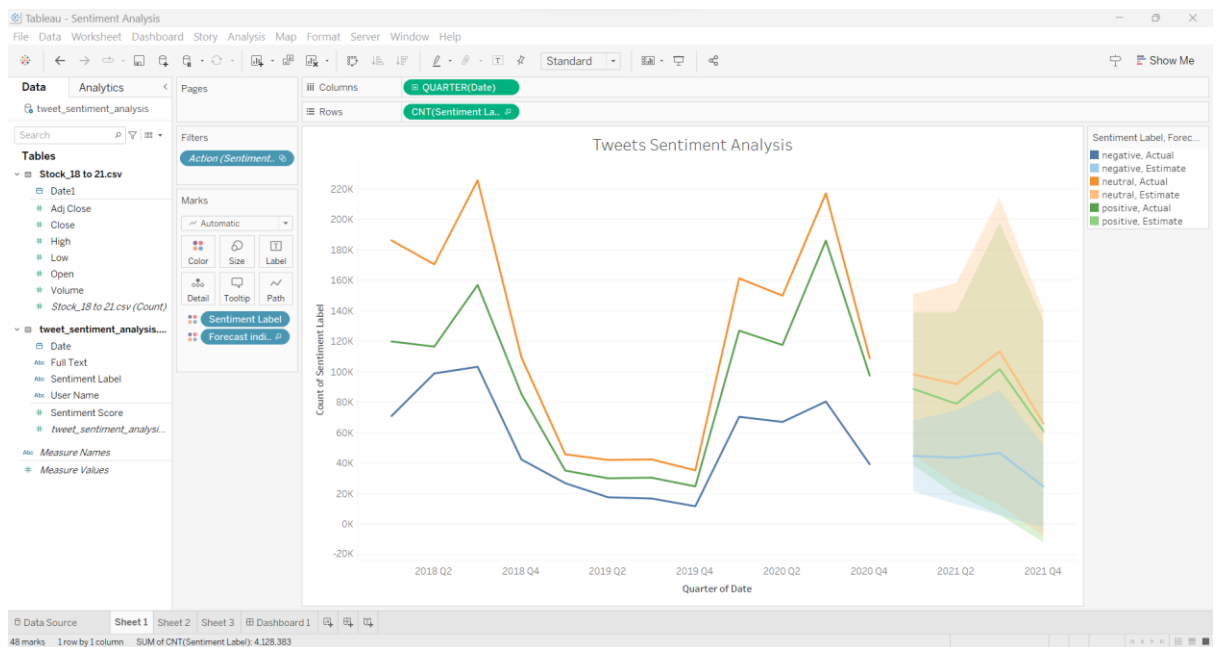 Tableau - Sentiment Analysis
File Data Worksheet Dashboard Story Analysis Map Format Server Window Help
Standard
Show Me
Data Analytics
tweet_sentiment_analysis
Search
Tables
Stock_18 to 21.csv
Date1
Adj Close
Close
High
Low
Open
Volume
Stock_18 to 21.csv (Count)
tweet_sentiment_analysis....
Date
Abc Full Text
Abc Sentiment Label
Abc User Name
Sentiment Score
tweet_sentiment_analysi...
Abc Measure Names
Measure Values
Pages
Filters
Action (Sentiment..
Marks
Automatic
Color Size Label
Detail Tooltip Path
Sentiment Label
Forecast indi..
Columns QUARTER(Date)
Rows CNT(Sentiment La..
Tweets Sentiment Analysis
Count of Sentiment Label
220K
200K
180K
160K
140K
120K
100K
80K
60K
40K
20K
0K
-20K
2018 Q2 2018 Q4 2019 Q2 2019 Q4 2020 Q2 2020 Q4 2021 Q2 2021 Q4
Quarter of Date
Sentiment Label, Forec...
negative, Actual
negative, Estimate
neutral, Actual
neutral, Estimate
positive, Actual
positive, Estimate
Data Source Sheet 1 Sheet 2 Sheet 3 Dashboard 1
48 marks 1 row by 1 column SUM of CNT(Sentiment Label): 4,128,383